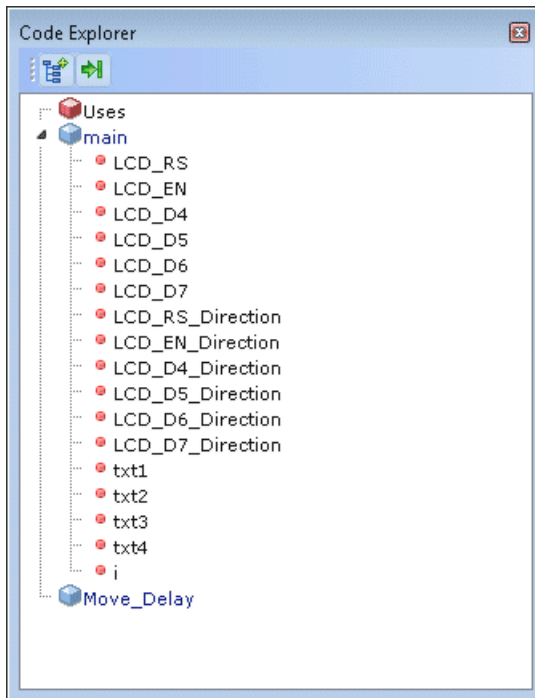 Code Explorer
Uses
main
LCD_RS
LCD_EN
LCD_D4
LCD_D5
LCD_D6
LCD_D7
LCD_RS_Direction
LCD_EN_Direction
LCD_D4_Direction
LCD_D5_Direction
LCD_D6_Direction
LCD_D7_Direction
txt1
txt2
txt3
txt4
i
Move_Delay